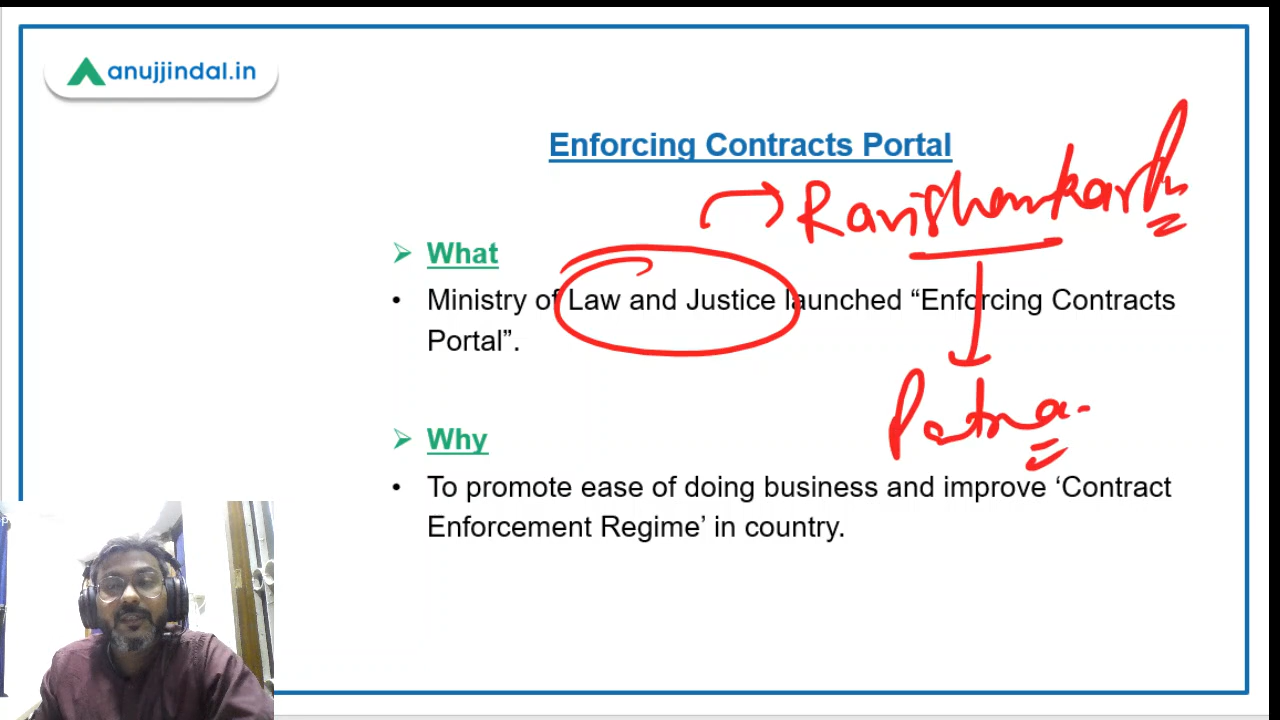 anujjindal.in
Enforcing Contracts Portal
Ravishankar
What
• Ministry of Law and Justice launched “Enforcing Contracts
Portal”.
Patna
Why
• To promote ease of doing business and improve ‘Contract
Enforcement Regime’ in country.